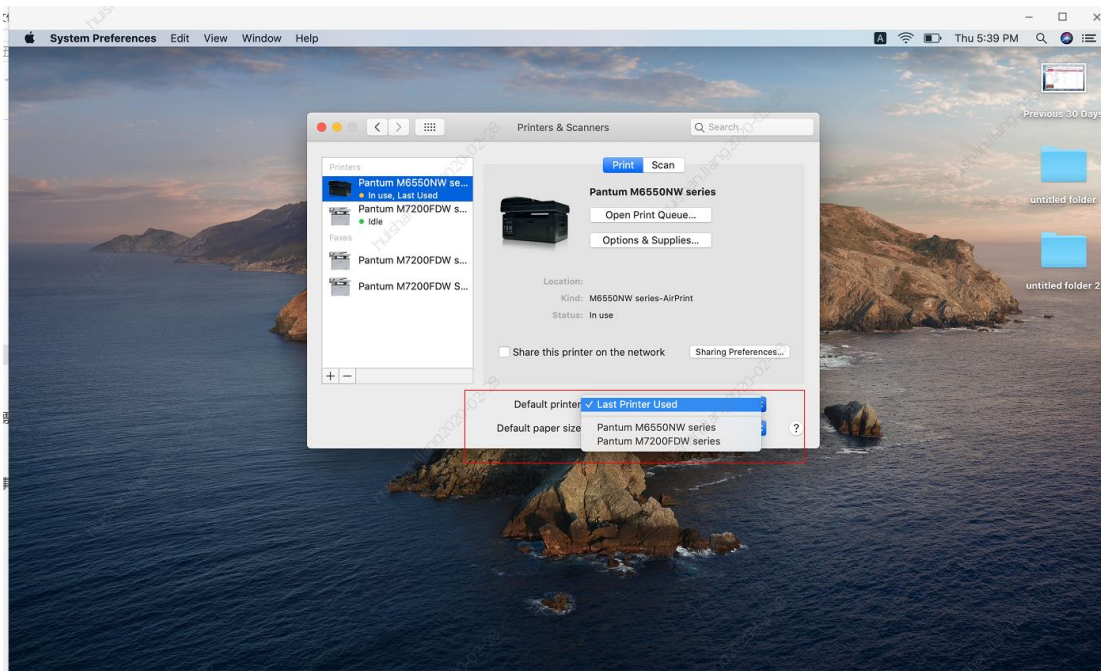 System Preferences Edit View Window Help
A Thu 5:39 PM
Previous 30 Days
untitled folder
untitled folder 2
Printers & Scanners
Search
Printers
Pantum M6550NW se...
In use, Last Used
Pantum M7200FDW s...
Idle
Faxes
Pantum M7200FDW s...
Pantum M7200FDW S...
+ −
Print Scan
Pantum M6550NW series
Open Print Queue...
Options & Supplies...
Location:
Kind: M6550NW series-AirPrint
Status: In use
Share this printer on the network Sharing Preferences...
Default printer ✓ Last Printer Used
Pantum M6550NW series
Pantum M7200FDW series
Default paper size
?